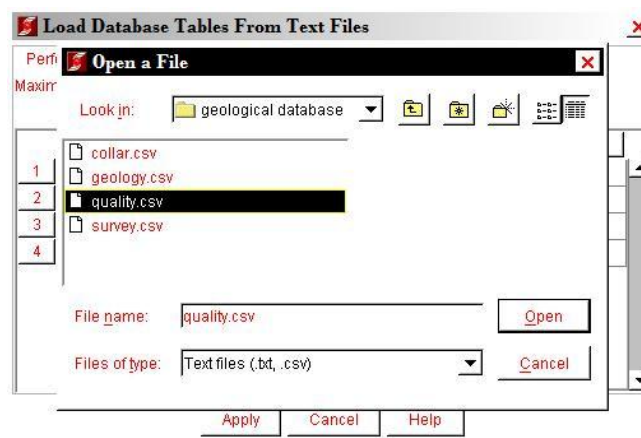 Load Database Tables From Text Files
Perf
Open a File
Maxim
Look in: geological database
collar.csv
geology.csv
1
quality.csv
2
survey.csv
3
4
File name: quality.csv Open
Files of type: Text files (.txt, .csv) Cancel
Apply Cancel Help